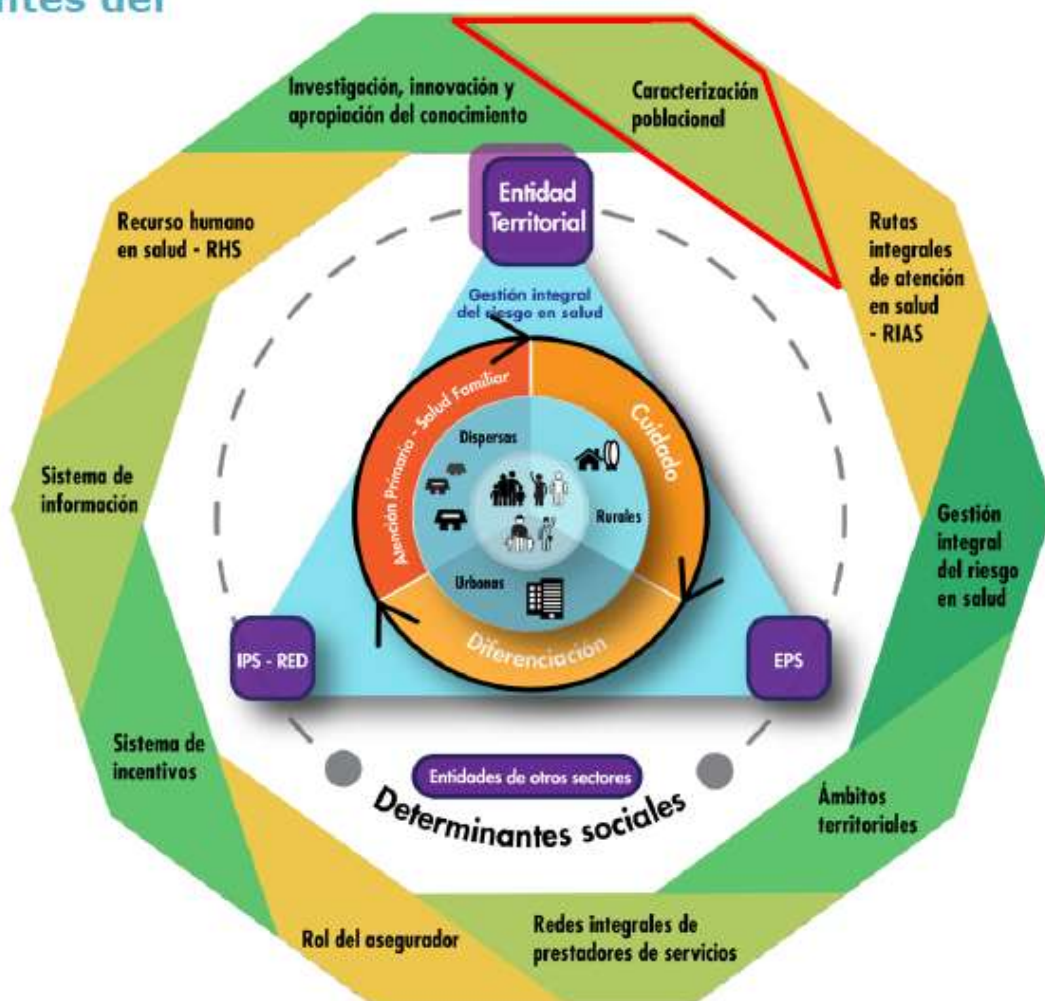 ntes del
Investigación, innovación y
apropiación del conocimiento
Caracterización
poblacional
Recurso humano
en salud - RHS
Rutas
integrales
de atención
en salud
- RIAS
Entidad
Territorial
Gestión integral
del riesgo en salud
Atención Primario - Salud Familiar
Cuidado
Diferenciación
Dispersas
Rurales
Urbanas
Sistema de
información
Gestión
integral
del riesgo
en salud
IPS - RED
EPS
Sistema de
incentivos
Entidades de otros sectores
Determinantes sociales
Ámbitos
territoriales
Rol del asegurador
Redes integrales de
prestadores de servicios